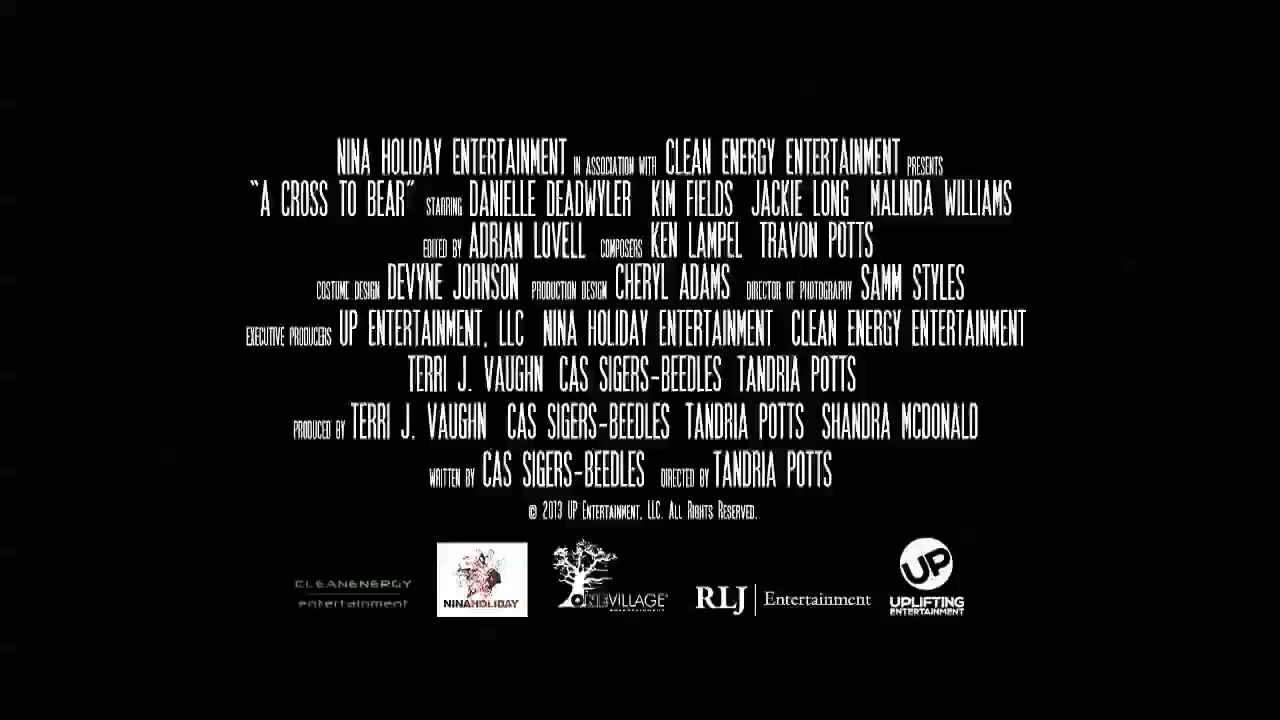 NINA HOLIDAY ENTERTAINMENT IN ASSOCIATION WITH CLEAN ENERGY ENTERTAINMENT PRESENTS
"A CROSS TO BEAR" STARRING DANIELLE DEADWYLER KIM FIELDS JACKIE LONG MALINDA WILLIAMS
EDITED BY ADRIAN LOVELL COMPOSERS KEN LAMPEL TRAVON POTTS
COSTUME DESIGN DEVYNE JOHNSON PRODUCTION DESIGN CHERYL ADAMS DIRECTOR OF PHOTOGRAPHY SAMM STYLES
EXECUTIVE PRODUCERS UP ENTERTAINMENT, LLC NINA HOLIDAY ENTERTAINMENT CLEAN ENERGY ENTERTAINMENT
TERRI J. VAUGHN CAS SIGERS-BEEDLES TANDRIA POTTS
PRODUCED BY TERRI J. VAUGHN CAS SIGERS-BEEDLES TANDRIA POTTS SHANDRA MCDONALD
WRITTEN BY CAS SIGERS-BEEDLES DIRECTED BY TANDRIA POTTS
© 2013 UP ENTERTAINMENT, LLC. ALL RIGHTS RESERVED.
CLEANENERGY
entertainment
NINAHOLIDAY
ONEVILLAGE
ENTERTAINMENT
RLJ Entertainment
UP
UPLIFTING
ENTERTAINMENT